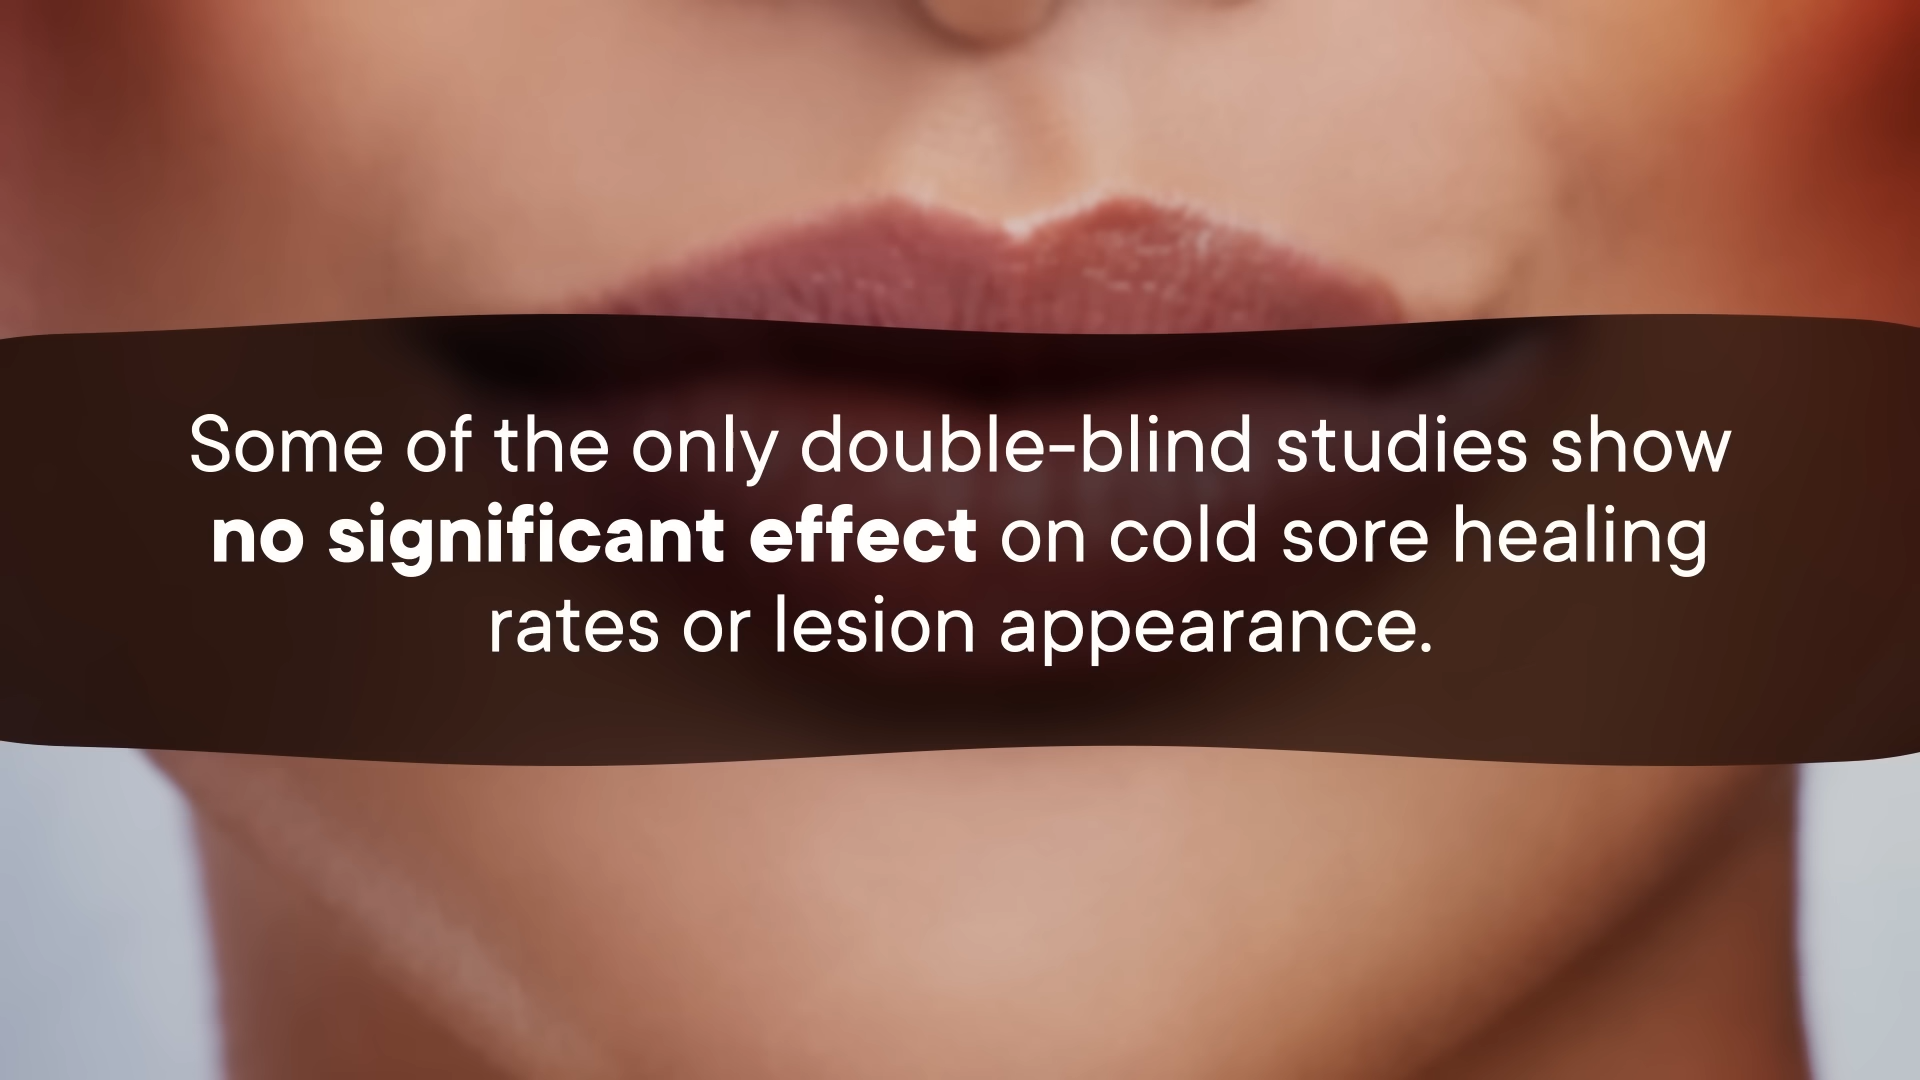 Some of the only double-blind studies show
no significant effect on cold sore healing
rates or lesion appearance.